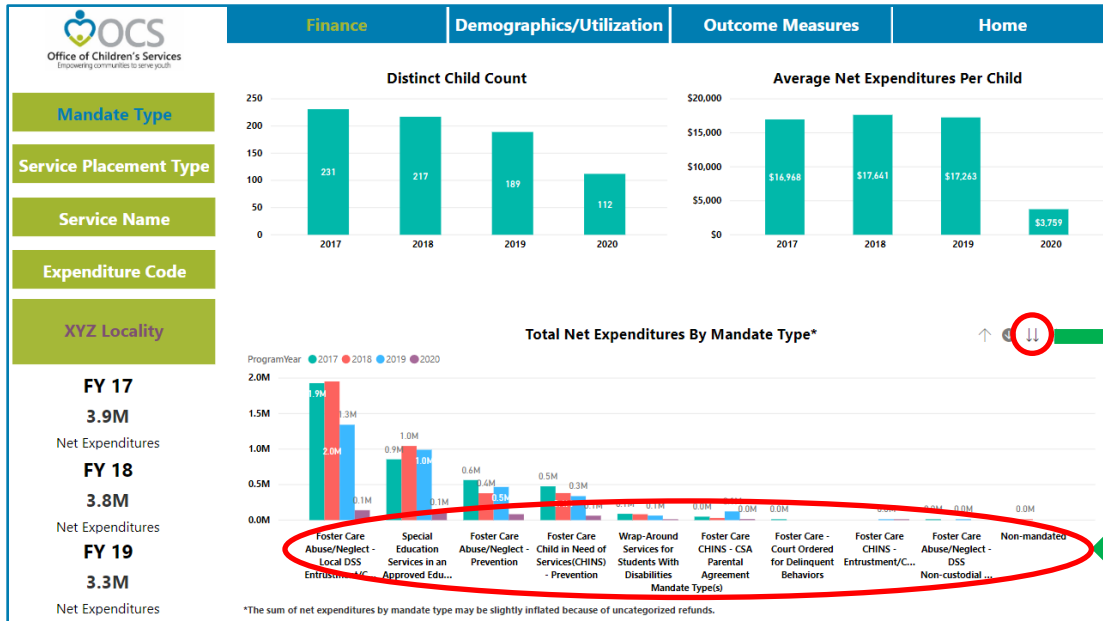 OCS
Office of Children's Services
Empowering communities to serve youth
Finance
Demographics/Utilization
Outcome Measures
Home
Mandate Type
Service Placement Type
Service Name
Expenditure Code
XYZ Locality
FY 17
3.9M
Net Expenditures
FY 18
3.8M
Net Expenditures
FY 19
3.3M
Net Expenditures
Distinct Child Count
250
200
150
100
50
0
231
217
189
112
2017 2018 2019 2020
Average Net Expenditures Per Child
$20,000
$15,000
$10,000
$5,000
$0
$16,968
$17,641
$17,263
$3,759
2017 2018 2019 2020
Total Net Expenditures By Mandate Type*
ProgramYear 2017 2018 2019 2020
2.0M
1.5M
1.0M
0.5M
0.0M
1.9M 2.0M 1.3M 0.1M
0.9M 1.0M 1.0M 0.1M
0.6M 0.4M 0.5M
0.5M 0.3M 0.1M
0.1M 0.1M
0.0M 0.0M
0.0M
0.0M 0.0M
0.0M
Foster Care
Abuse/Neglect -
Local DSS
Entrustment/C...
Special
Education
Services in an
Approved Edu...
Foster Care
Abuse/Neglect -
Prevention
Foster Care
Child in Need of
Services(CHINS)
- Prevention
Wrap-Around
Services for
Students With
Disabilities
Foster Care
CHINS - CSA
Parental
Agreement
Foster Care -
Court Ordered
for Delinquent
Behaviors
Foster Care
CHINS -
Entrustment/C...
Foster Care
Abuse/Neglect -
DSS
Non-custodial ...
Non-mandated
Mandate Type(s)
*The sum of net expenditures by mandate type may be slightly inflated because of uncategorized refunds.